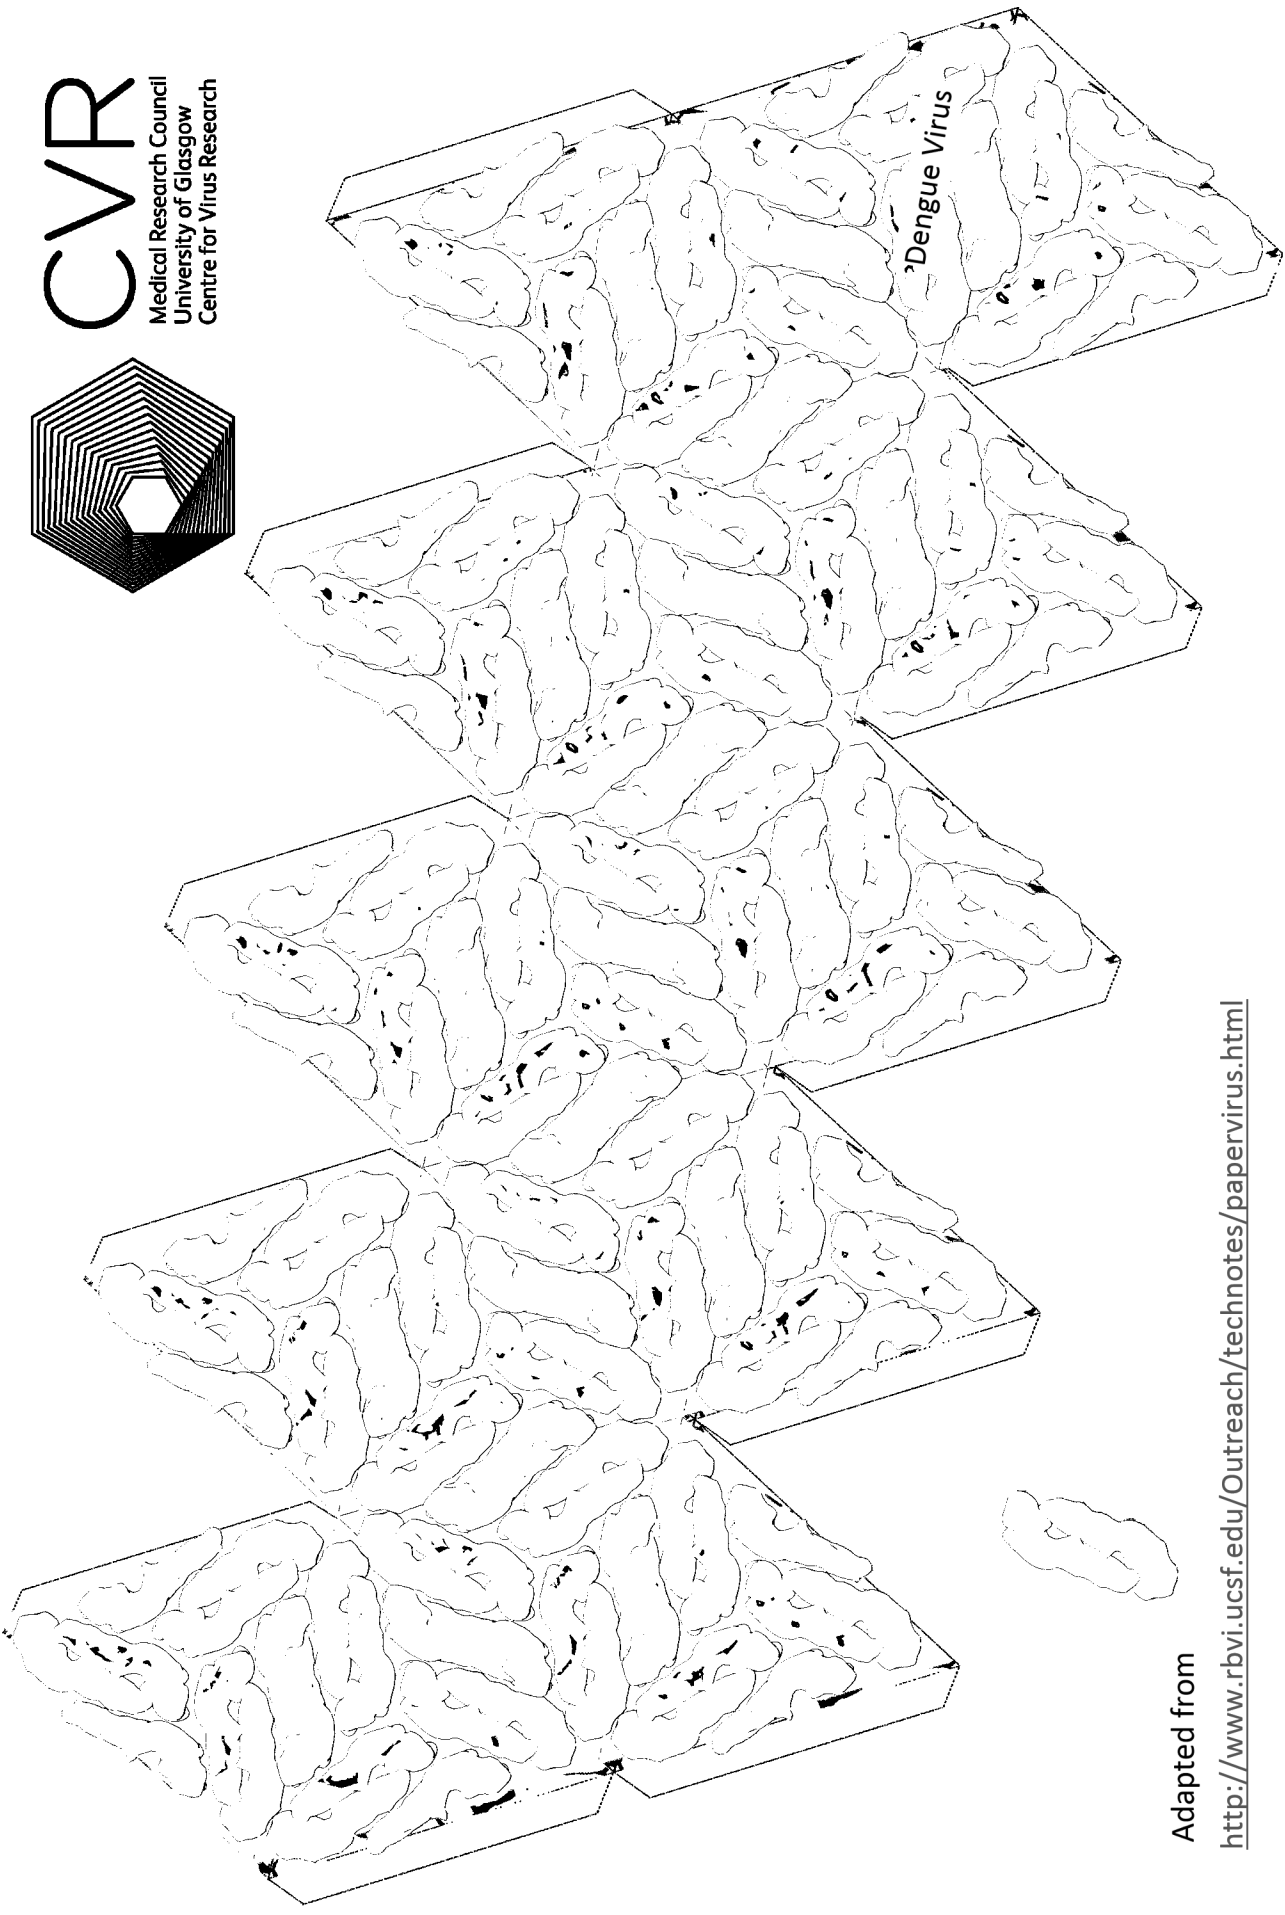 CVR
Medical Research Council
University of Glasgow
Centre for Virus Research
?Dengue Virus
Adapted from
http://www.rbvi.ucsf.edu/Outreach/technotes/papervirus.html